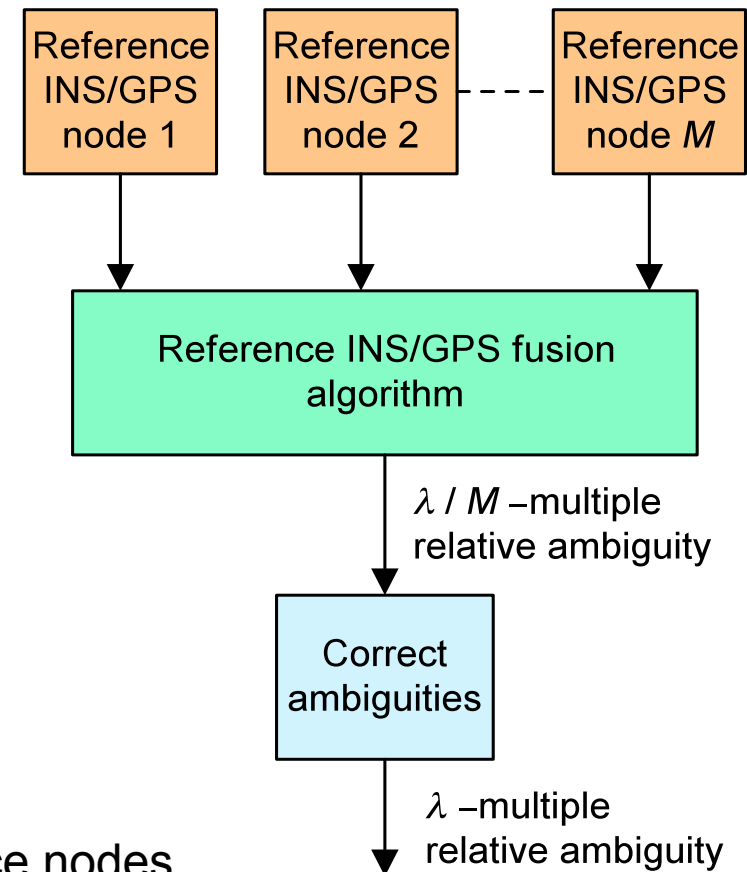 Reference
INS/GPS
node 1
Reference
INS/GPS
node 2
Reference
INS/GPS
node M
Reference INS/GPS fusion
algorithm
λ / M –multiple
relative ambiguity
Correct
ambiguities
λ –multiple
relative ambiguity
nodes